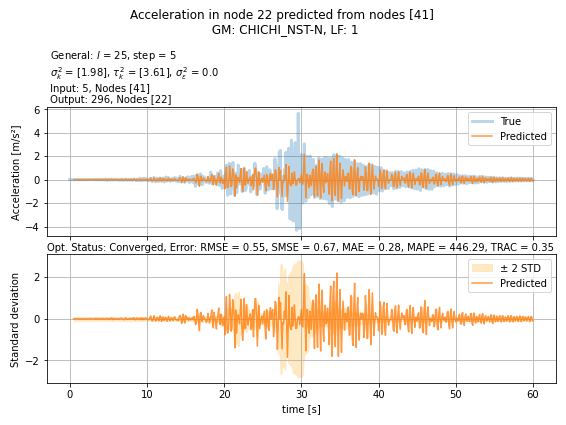 Acceleration in node 22 predicted from nodes [41]
GM: CHICHI_NST-N, LF: 1
General: l = 25, step = 5
σ²ₖ = [1.98], τ²ₖ = [3.61], σ²ε = 0.0
Input: 5, Nodes [41]
Output: 296, Nodes [22]
6
4
2
0
−2
−4
Acceleration [m/s²]
True
Predicted
Opt. Status: Converged, Error: RMSE = 0.55, SMSE = 0.67, MAE = 0.28, MAPE = 446.29, TRAC = 0.35
2
0
−2
Standard deviation
± 2 STD
Predicted
0 10 20 30 40 50 60
time [s]